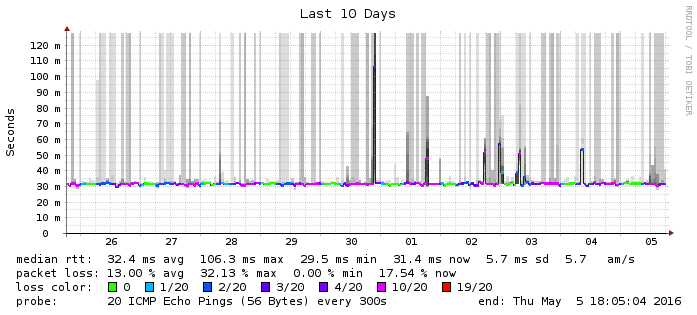 Last 10 Days
RRDTOOL / TOBI OETIKER
Seconds
120 m
110 m
100 m
90 m
80 m
70 m
60 m
50 m
40 m
30 m
20 m
10 m
0
26 27 28 29 30 01 02 03 04 05
median rtt: 32.4 ms avg 106.3 ms max 29.5 ms min 31.4 ms now 5.7 ms sd 5.7 am/s
packet loss: 13.00 % avg 32.13 % max 0.00 % min 17.54 % now
loss color: 0 1/20 2/20 3/20 4/20 10/20 19/20
probe: 20 ICMP Echo Pings (56 Bytes) every 300s end: Thu May 5 18:05:04 2016